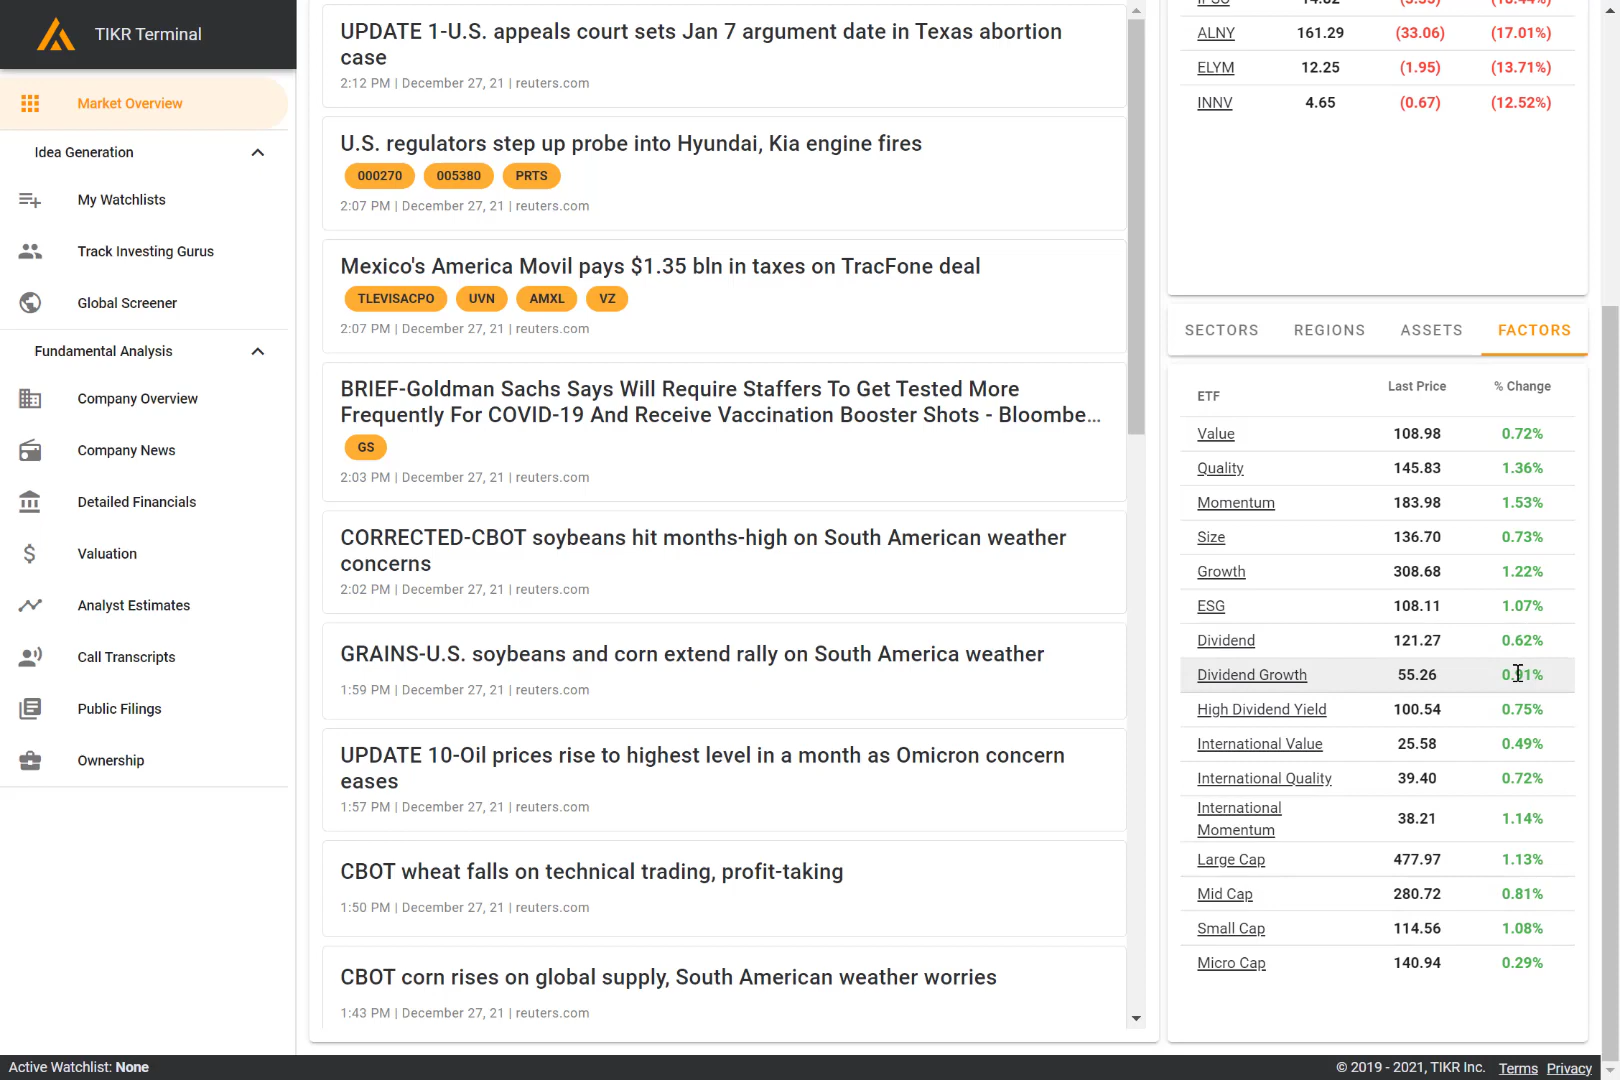 TIKR Terminal
Market Overview
Idea Generation
My Watchlists
Track Investing Gurus
Global Screener
Fundamental Analysis
Company Overview
Company News
Detailed Financials
Valuation
Analyst Estimates
Call Transcripts
Public Filings
Ownership
UPDATE 1-U.S. appeals court sets Jan 7 argument date in Texas abortion
case
2:12 PM | December 27, 21 | reuters.com
U.S. regulators step up probe into Hyundai, Kia engine fires
000270 005380 PRTS
2:07 PM | December 27, 21 | reuters.com
Mexico's America Movil pays $1.35 bln in taxes on TracFone deal
TLEVISACPO UVN AMXL VZ
2:07 PM | December 27, 21 | reuters.com
BRIEF-Goldman Sachs Says Will Require Staffers To Get Tested More
Frequently For COVID-19 And Receive Vaccination Booster Shots - Bloombe...
GS
2:03 PM | December 27, 21 | reuters.com
CORRECTED-CBOT soybeans hit months-high on South American weather
concerns
2:02 PM | December 27, 21 | reuters.com
GRAINS-U.S. soybeans and corn extend rally on South America weather
1:59 PM | December 27, 21 | reuters.com
UPDATE 10-Oil prices rise to highest level in a month as Omicron concern
eases
1:57 PM | December 27, 21 | reuters.com
CBOT wheat falls on technical trading, profit-taking
1:50 PM | December 27, 21 | reuters.com
CBOT corn rises on global supply, South American weather worries
1:43 PM | December 27, 21 | reuters.com
ALNY 161.29 (33.06) (17.01%)
ELYM 12.25 (1.95) (13.71%)
INNV 4.65 (0.67) (12.52%)
SECTORS REGIONS ASSETS FACTORS
ETF Last Price % Change
Value 108.98 0.72%
Quality 145.83 1.36%
Momentum 183.98 1.53%
Size 136.70 0.73%
Growth 308.68 1.22%
ESG 108.11 1.07%
Dividend 121.27 0.62%
Dividend Growth 55.26 0.91%
High Dividend Yield 100.54 0.75%
International Value 25.58 0.49%
International Quality 39.40 0.72%
International
Momentum 38.21 1.14%
Large Cap 477.97 1.13%
Mid Cap 280.72 0.81%
Small Cap 114.56 1.08%
Micro Cap 140.94 0.29%
Active Watchlist: None
© 2019 - 2021, TIKR Inc. Terms Privacy